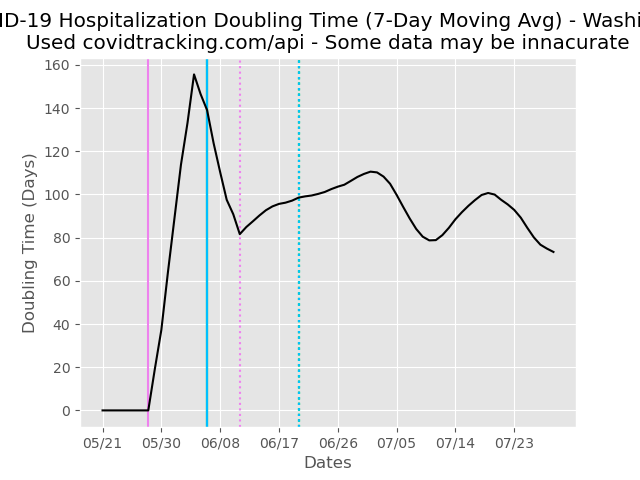 ID-19 Hospitalization Doubling Time (7-Day Moving Avg) - Washi
Used covidtracking.com/api - Some data may be innacurate
160
140
120
100
80
60
40
20
0
Doubling Time (Days)
05/21 05/30 06/08 06/17 06/26 07/05 07/14 07/23
Dates